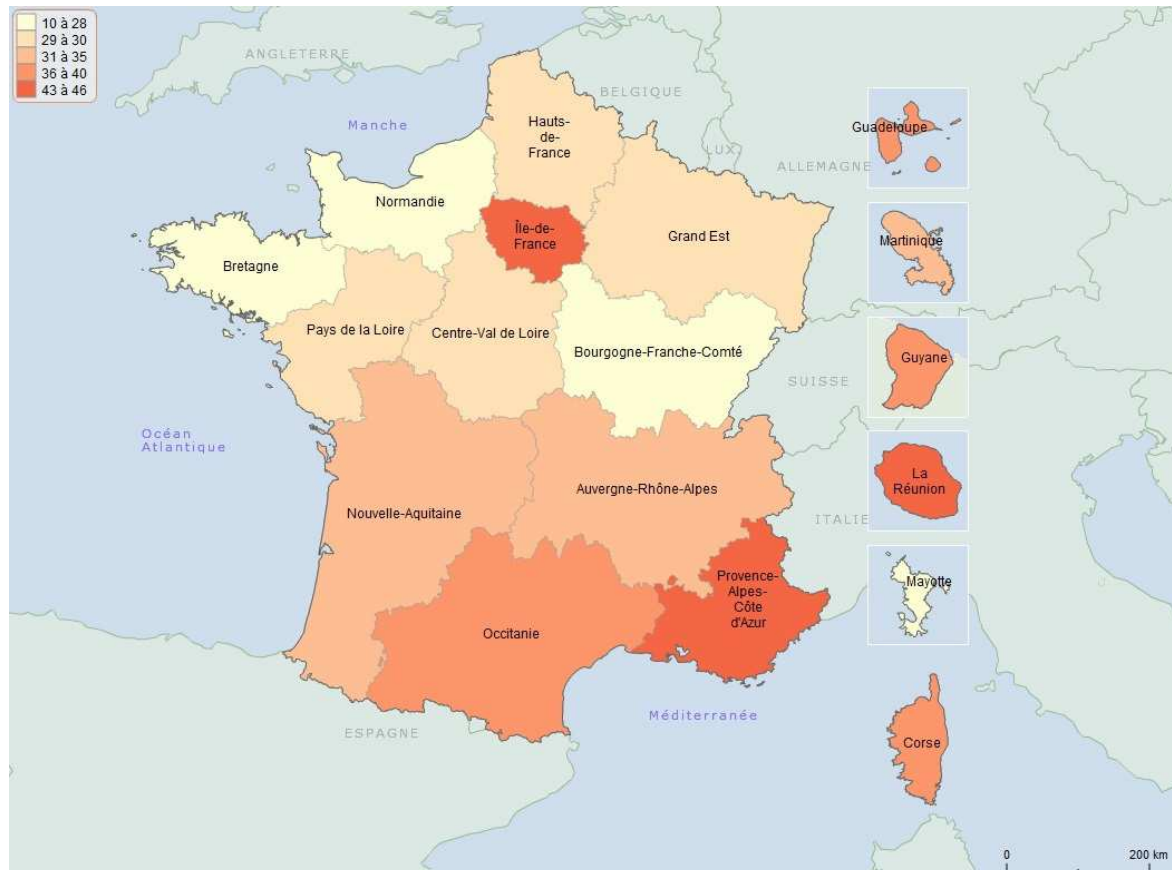 10 à 28
29 à 30
31 à 35
36 à 40
43 à 46
ANGLETERRE
BELGIQUE
Manche
Hauts-
de-
France
LUX
ALLEMAGNE
Guadeloupe
Normandie
Île-de-
France
Grand Est
Martinique
Bretagne
Pays de la Loire
Centre-Val de Loire
Bourgogne-Franche-Comté
Guyane
SUISSE
Océan
Atlantique
Auvergne-Rhône-Alpes
La
Réunion
Nouvelle-Aquitaine
ITALIE
Provence-
Alpes-
Côte
d'Azur
Mayotte
Occitanie
Méditerranée
ESPAGNE
Corse
0
200 km